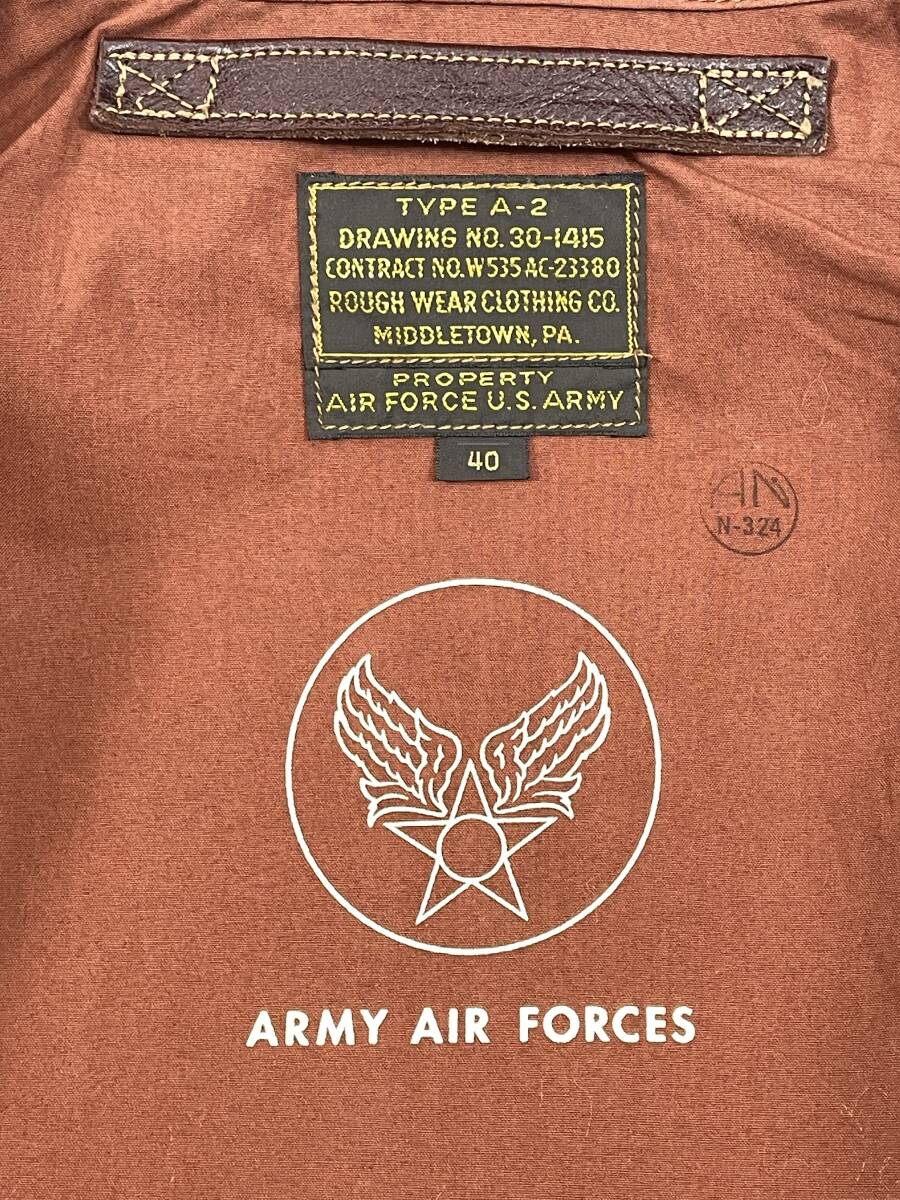 TYPE A-2
DRAWING NO. 30-1415
CONTRACT NO. W535 AC-23380
ROUGH WEAR CLOTHING CO.
MIDDLETOWN, PA.
PROPERTY
AIR FORCE U.S. ARMY
40
AN
N-324
ARMY AIR FORCES